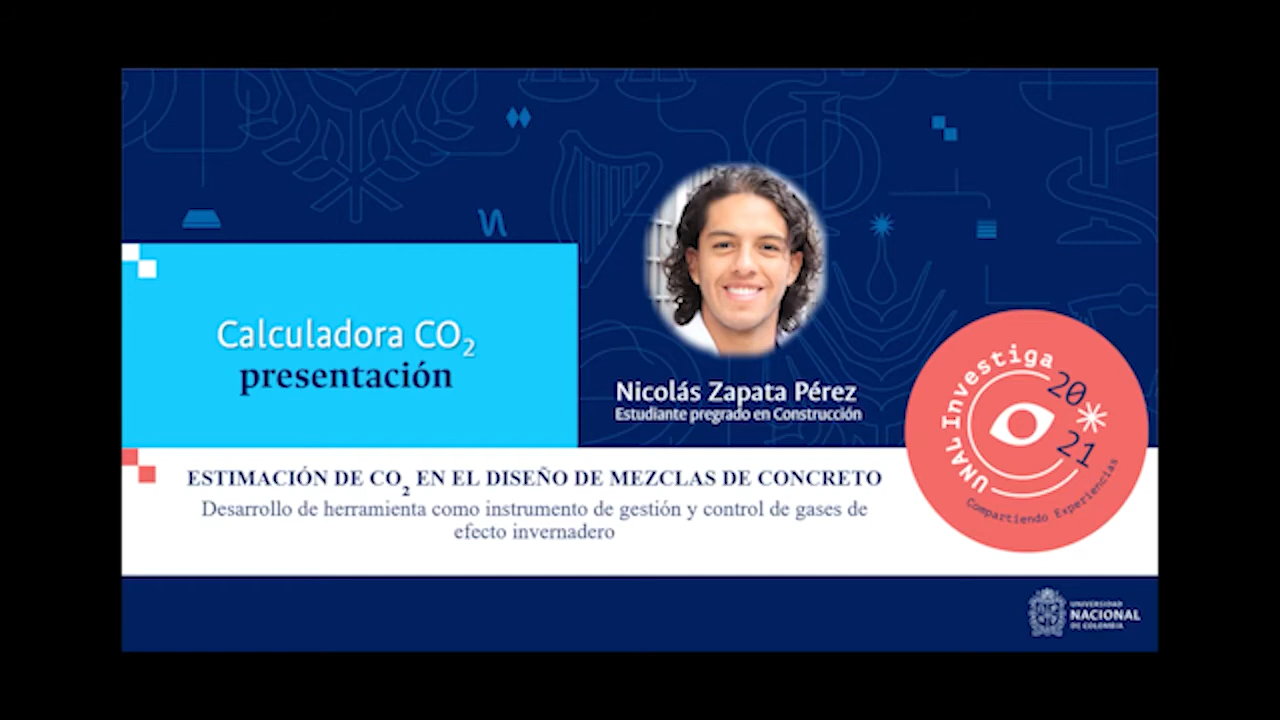 Calculadora CO₂
presentación
Nicolás Zapata Pérez
Estudiante pregrado en Construcción
UNAL Investiga
20
21
Compartiendo Experiencias
ESTIMACIÓN DE CO₂ EN EL DISEÑO DE MEZCLAS DE CONCRETO
Desarrollo de herramienta como instrumento de gestión y control de gases de
efecto invernadero
UNIVERSIDAD
NACIONAL
DE COLOMBIA